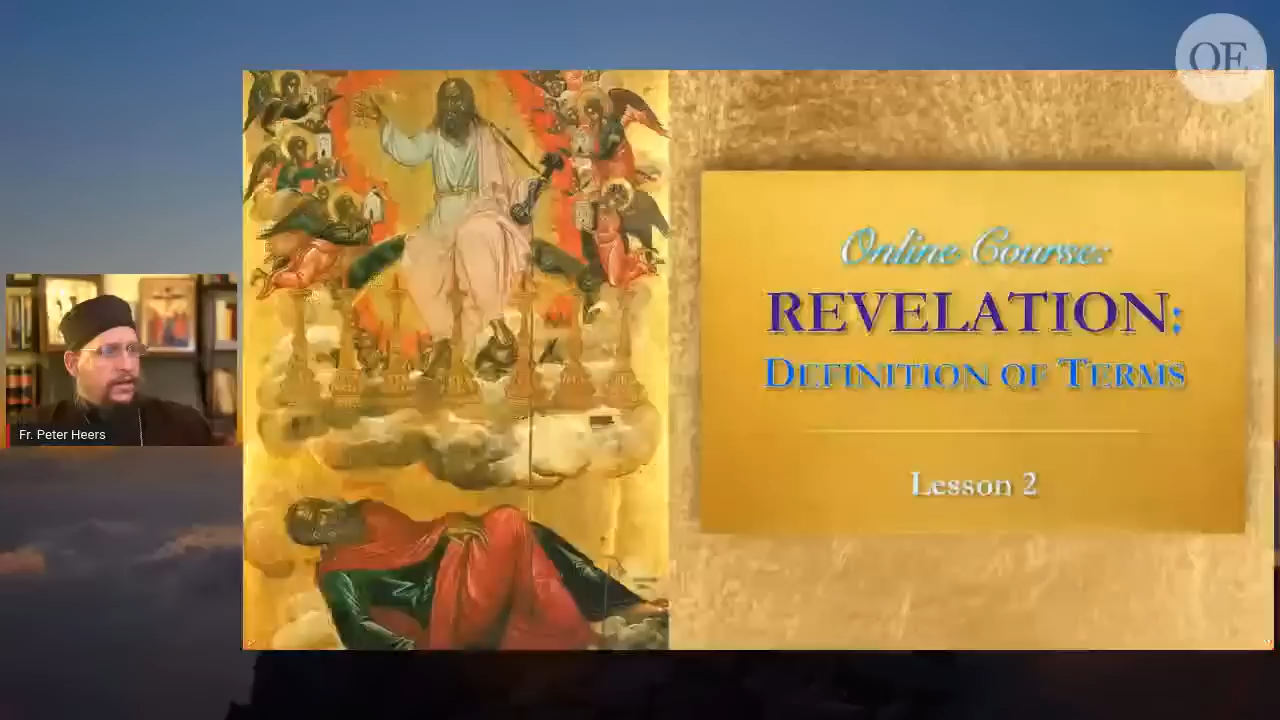 OE
Online Course:
REVELATION:
DEFINITION OF TERMS
Lesson 2
Fr. Peter Heers